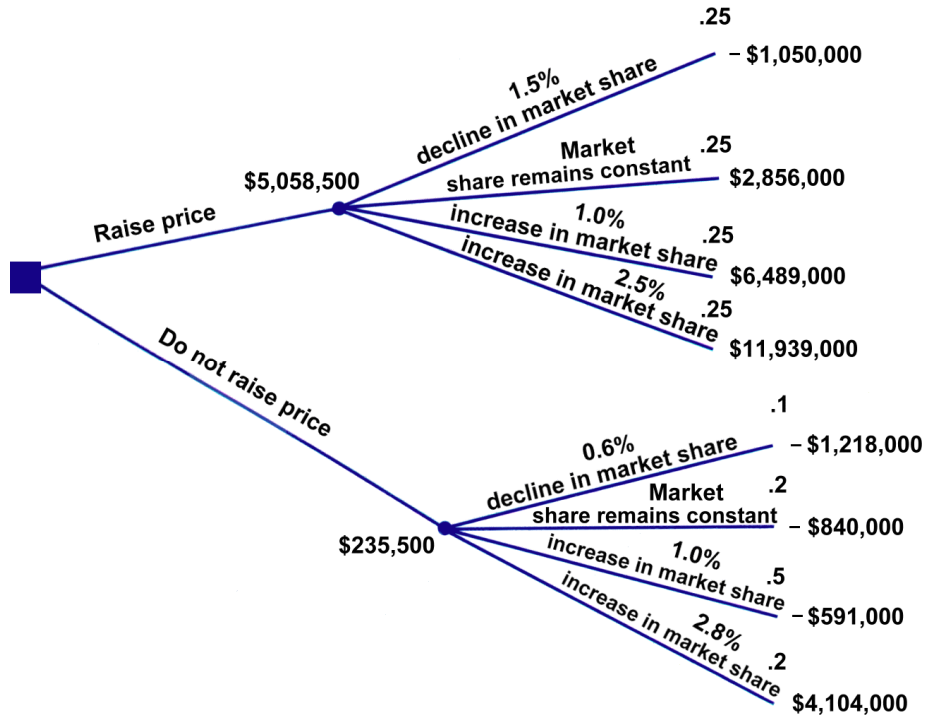 .25
– $1,050,000
1.5%
decline in market share
.25
Market
share remains constant
$2,856,000
$5,058,500
Raise price
1.0%
increase in market share
.25
$6,489,000
2.5%
increase in market share
.25
$11,939,000
Do not raise price
.1
0.6%
decline in market share
– $1,218,000
.2
Market
share remains constant
– $840,000
$235,500
1.0%
increase in market share
.5
– $591,000
2.8%
increase in market share
.2
$4,104,000